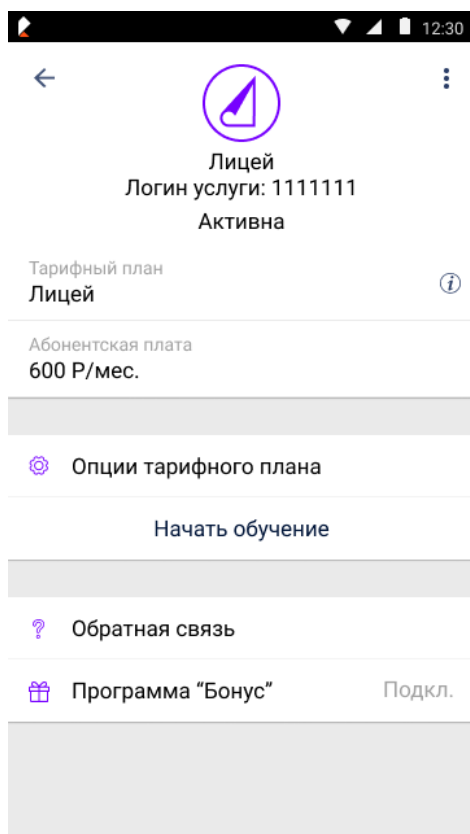 12:30
Лицей
Логин услуги: 1111111
Активна
Тарифный план
Лицей
Абонентская плата
600 Р/мес.
Опции тарифного плана
Начать обучение
Обратная связь
Программа “Бонус” Подкл.